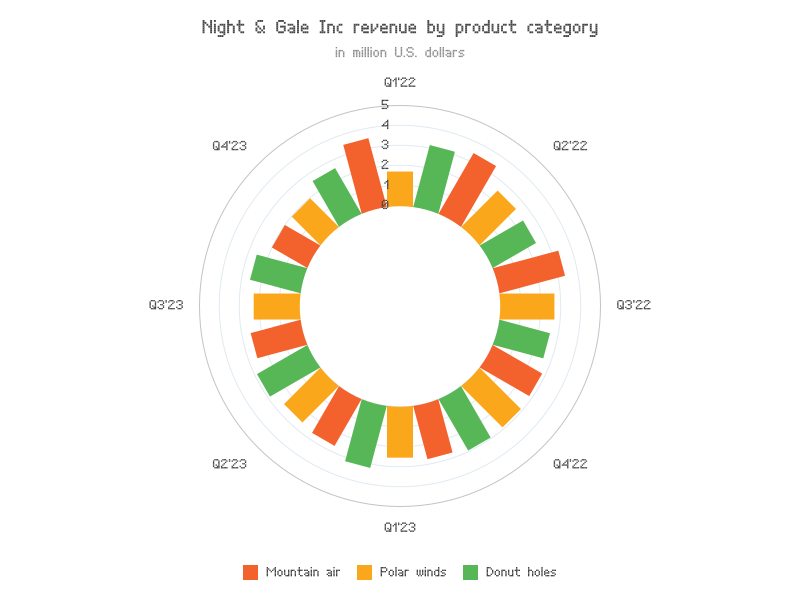 Night & Gale Inc revenue by product category
in million U.S. dollars
Q1'22
5
4
3
2
1
0
Q4'23
Q2'22
Q3'23
Q3'22
Q2'23
Q4'22
Q1'23
Mountain air
Polar winds
Donut holes